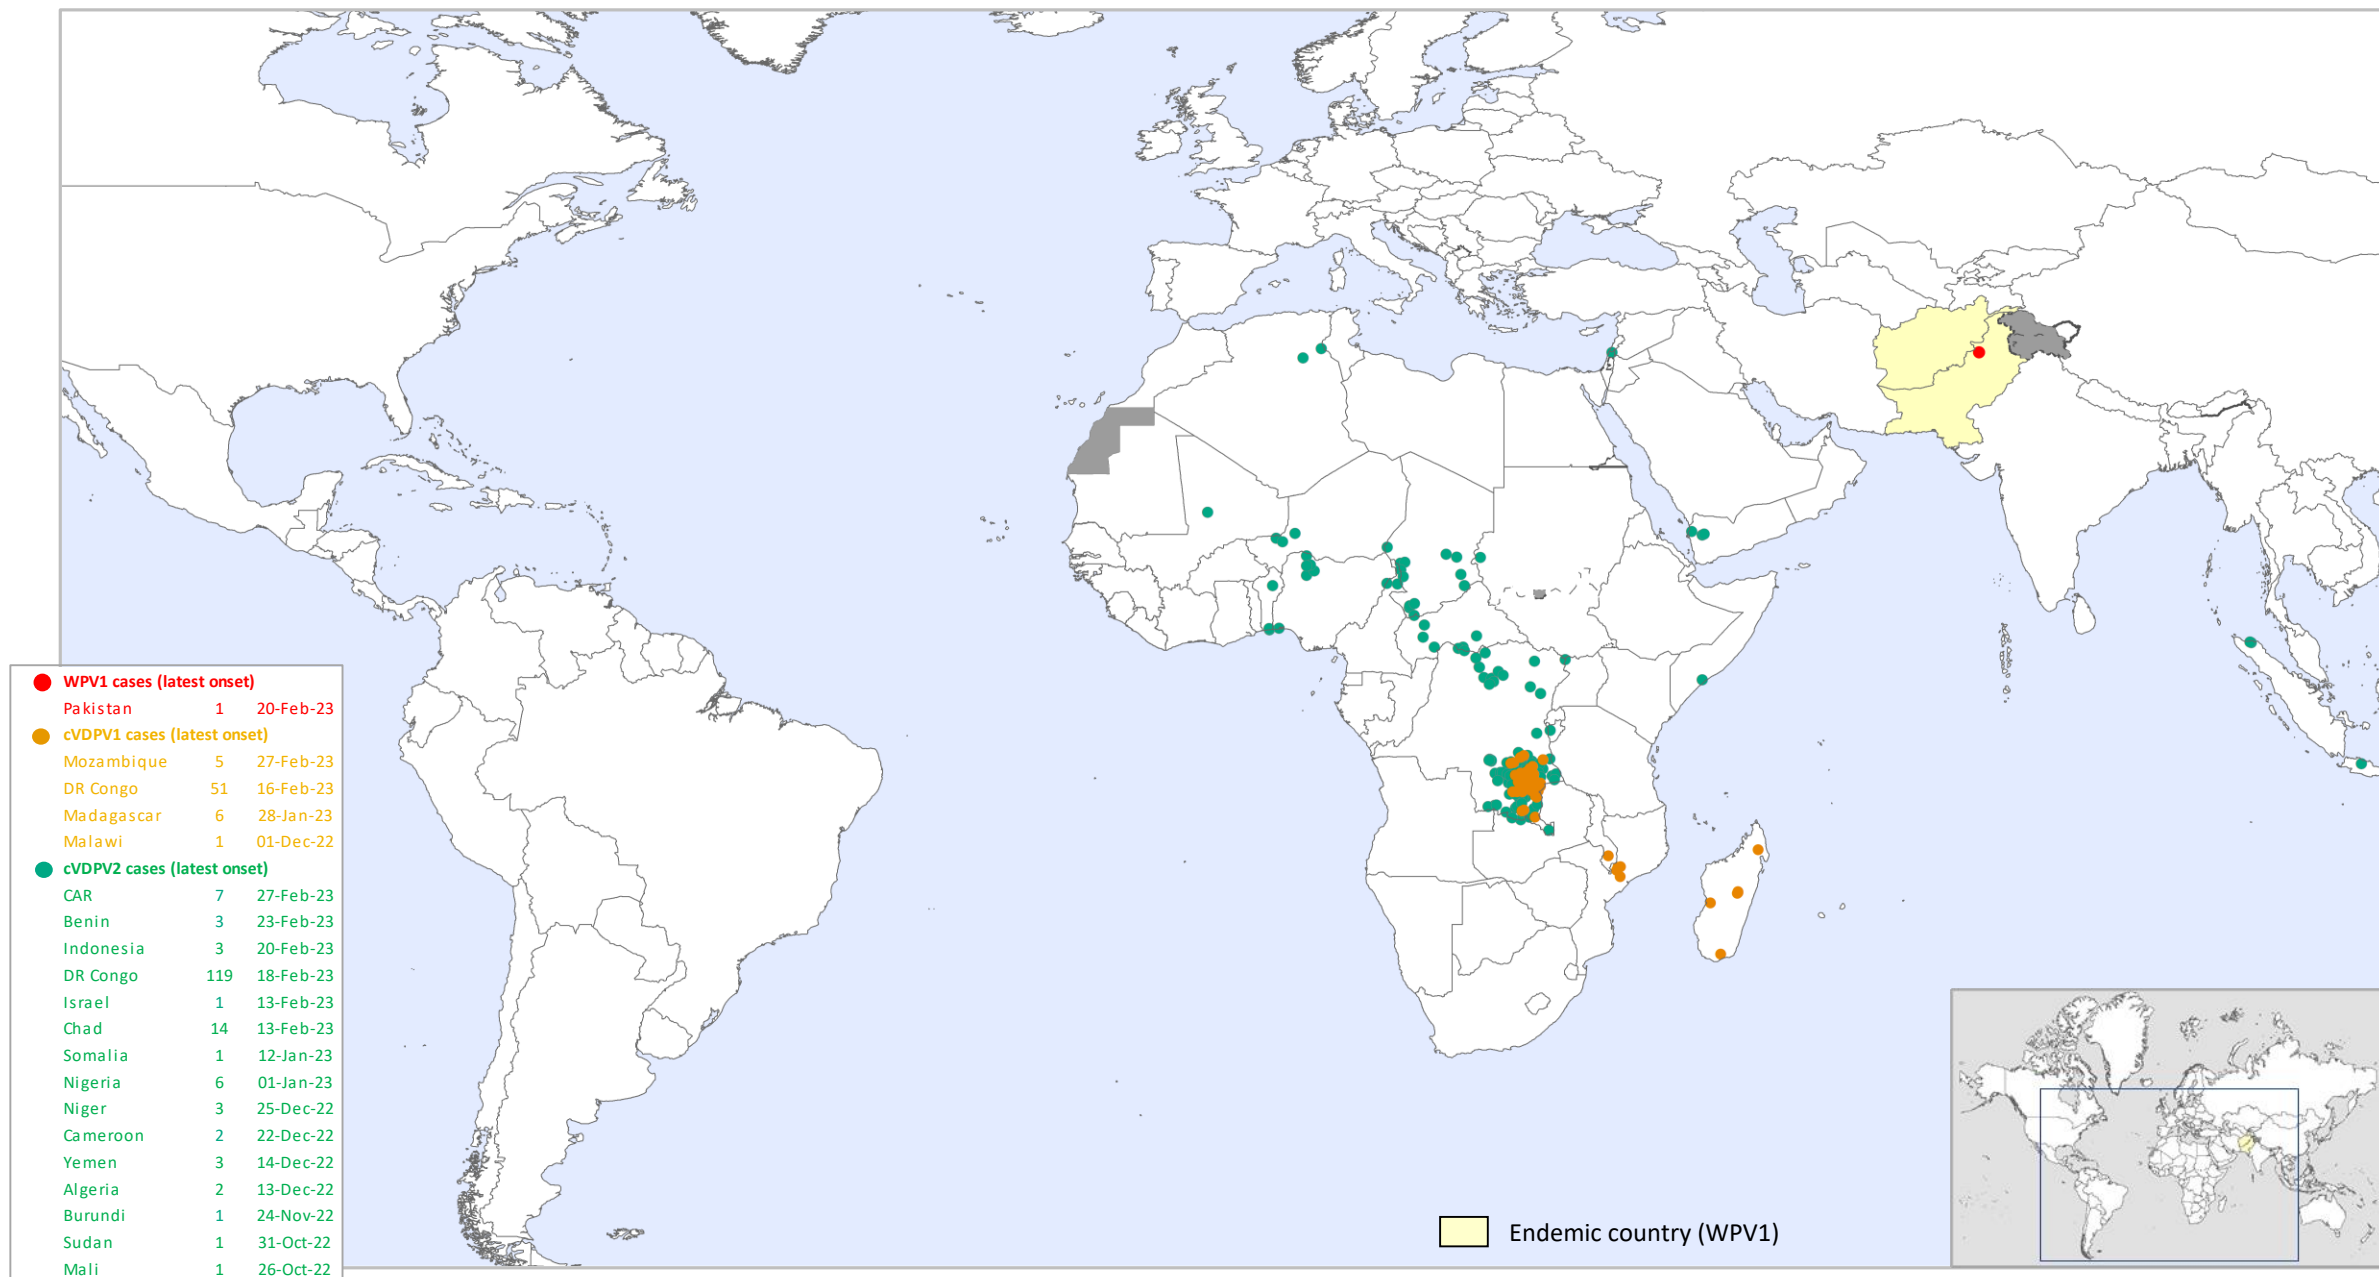 WPV1 cases (latest onset)
Pakistan 1 20-Feb-23
cVDPV1 cases (latest onset)
Mozambique 5 27-Feb-23
DR Congo 51 16-Feb-23
Madagascar 6 28-Jan-23
Malawi 1 01-Dec-22
cVDPV2 cases (latest onset)
CAR 7 27-Feb-23
Benin 3 23-Feb-23
Indonesia 3 20-Feb-23
DR Congo 119 18-Feb-23
Israel 1 13-Feb-23
Chad 14 13-Feb-23
Somalia 1 12-Jan-23
Nigeria 6 01-Jan-23
Niger 3 25-Dec-22
Cameroon 2 22-Dec-22
Yemen 3 14-Dec-22
Algeria 2 13-Dec-22
Burundi 1 24-Nov-22
Sudan 1 31-Oct-22
Mali 1 26-Oct-22
Endemic country (WPV1)